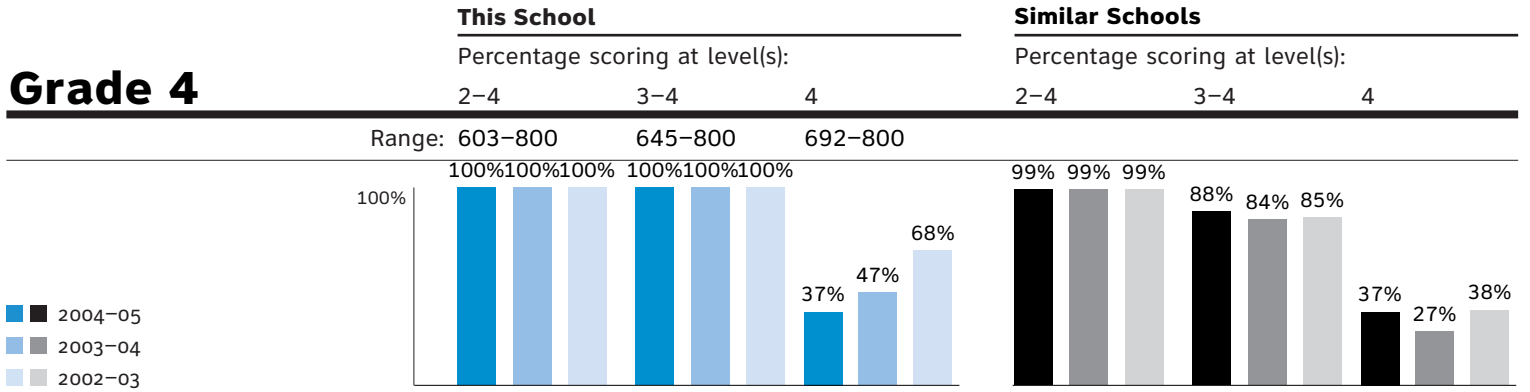 This School
Similar Schools
Percentage scoring at level(s):
Percentage scoring at level(s):
Grade 4
2–4 3–4 4
2–4 3–4 4
Range: 603–800 645–800 692–800
100% 100% 100% 100% 100% 100%
99% 99% 99%
100%
88% 84% 85%
68%
47%
37%
37% 27% 38%
2004–05
2003–04
2002–03